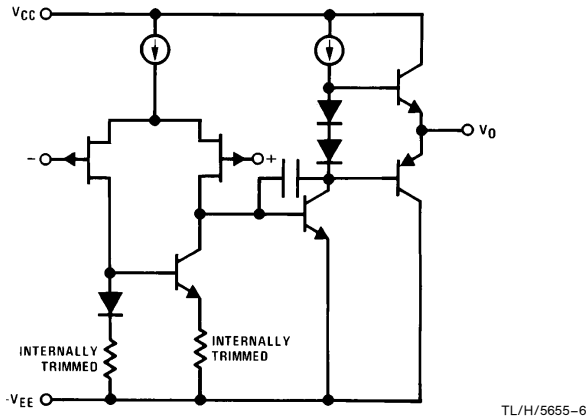 VCC
−
+
VO
INTERNALLY
TRIMMED
INTERNALLY
TRIMMED
-VEE
TL/H/5655–6